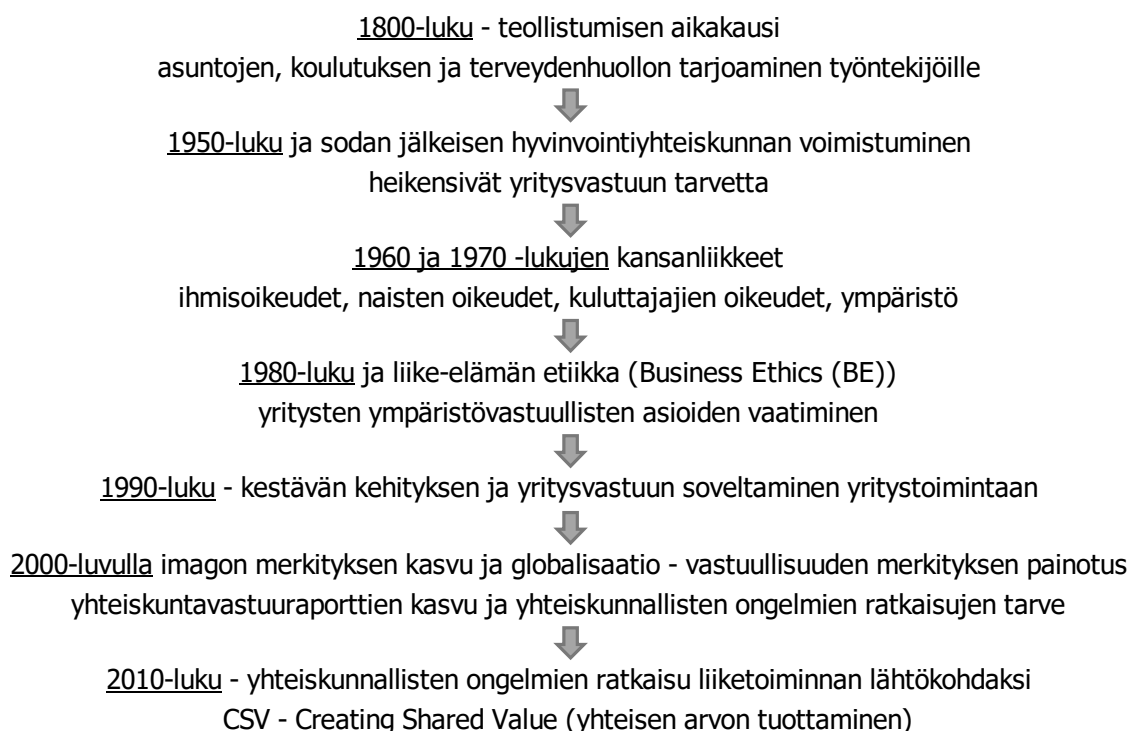 1800-luku - teollistumisen aikakausi
asuntojen, koulutuksen ja terveydenhuollon tarjoaminen työntekijöille
1950-luku ja sodan jälkeisen hyvinvointiyhteiskunnan voimistuminen
heikensivät yritysvastuun tarvetta
1960 ja 1970 -lukujen kansanliikkeet
ihmisoikeudet, naisten oikeudet, kuluttajajien oikeudet, ympäristö
1980-luku ja liike-elämän etiikka (Business Ethics (BE))
yritysten ympäristövastuullisten asioiden vaatiminen
1990-luku - kestävän kehityksen ja yritysvastuun soveltaminen yritystoimintaan
2000-luvulla imagon merkityksen kasvu ja globalisaatio - vastuullisuuden merkityksen painotus
yhteiskuntavastuuraporttien kasvu ja yhteiskunnallisten ongelmien ratkaisujen tarve
2010-luku - yhteiskunnallisten ongelmien ratkaisu liiketoiminnan lähtökohdaksi
CSV - Creating Shared Value (yhteisen arvon tuottaminen)